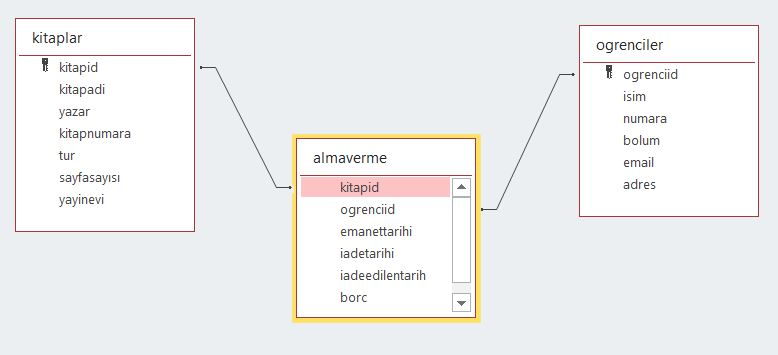 kitaplar
kitapid
kitapadi
yazar
kitapnumara
tur
sayfasayısı
yayinevi
almaverme
kitapid
ogrenciid
emanettarihi
iadetarihi
iadeedilentarih
borc
ogrenciler
ogrenciid
isim
numara
bolum
email
adres